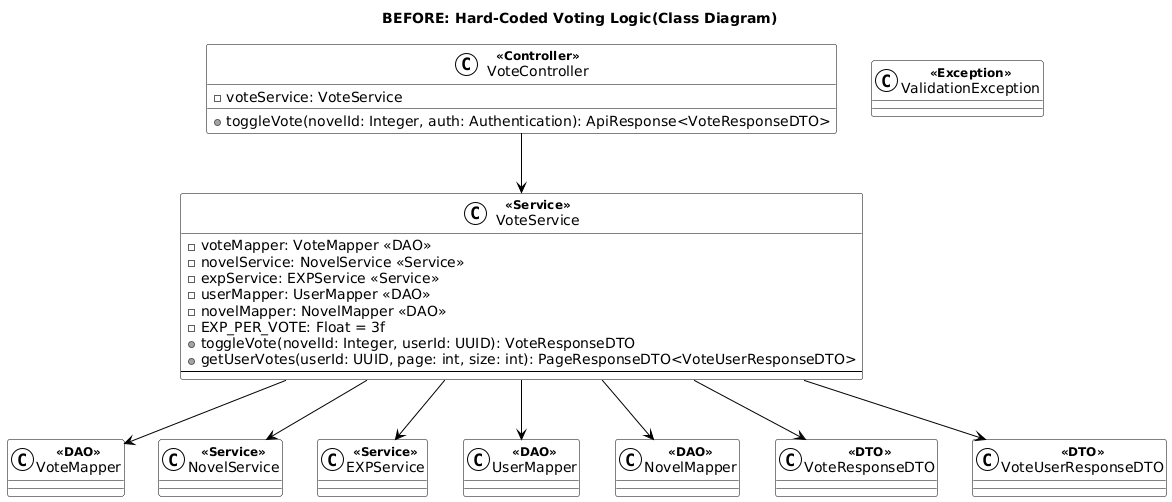 BEFORE: Hard-Coded Voting Logic(Class Diagram)
C
«Controller»
VoteController
voteService: VoteService
toggleVote(novelId: Integer, auth: Authentication): ApiResponse<VoteResponseDTO>
C
«Exception»
ValidationException
C
«Service»
VoteService
voteMapper: VoteMapper «DAO»
novelService: NovelService «Service»
expService: EXPService «Service»
userMapper: UserMapper «DAO»
novelMapper: NovelMapper «DAO»
EXP_PER_VOTE: Float = 3f
toggleVote(novelId: Integer, userId: UUID): VoteResponseDTO
getUserVotes(userId: UUID, page: int, size: int): PageResponseDTO<VoteUserResponseDTO>
C
«DAO»
VoteMapper
C
«Service»
NovelService
C
«Service»
EXPService
C
«DAO»
UserMapper
C
«DAO»
NovelMapper
C
«DTO»
VoteResponseDTO
C
«DTO»
VoteUserResponseDTO